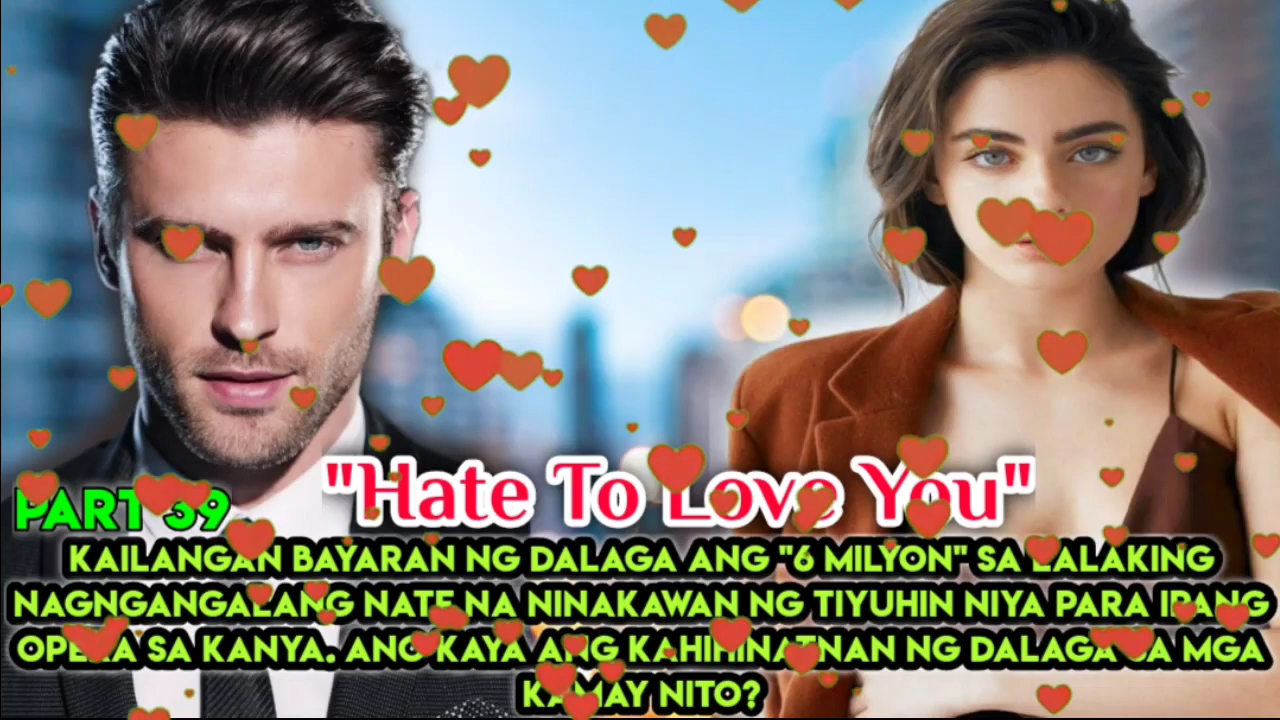 "Hate To Love You"
PART 39
KAILANGAN BAYARAN NG DALAGA ANG "6 MILYON" SA LALAKING
NAGNGANGALANG NATE NA NINAKAWAN NG TIYUHIN NIYA PARA IPANG
OPERA SA KANYA. ANO KAYA ANG KAHIHINATNAN NG DALAGA SA MGA
KAMAY NITO?